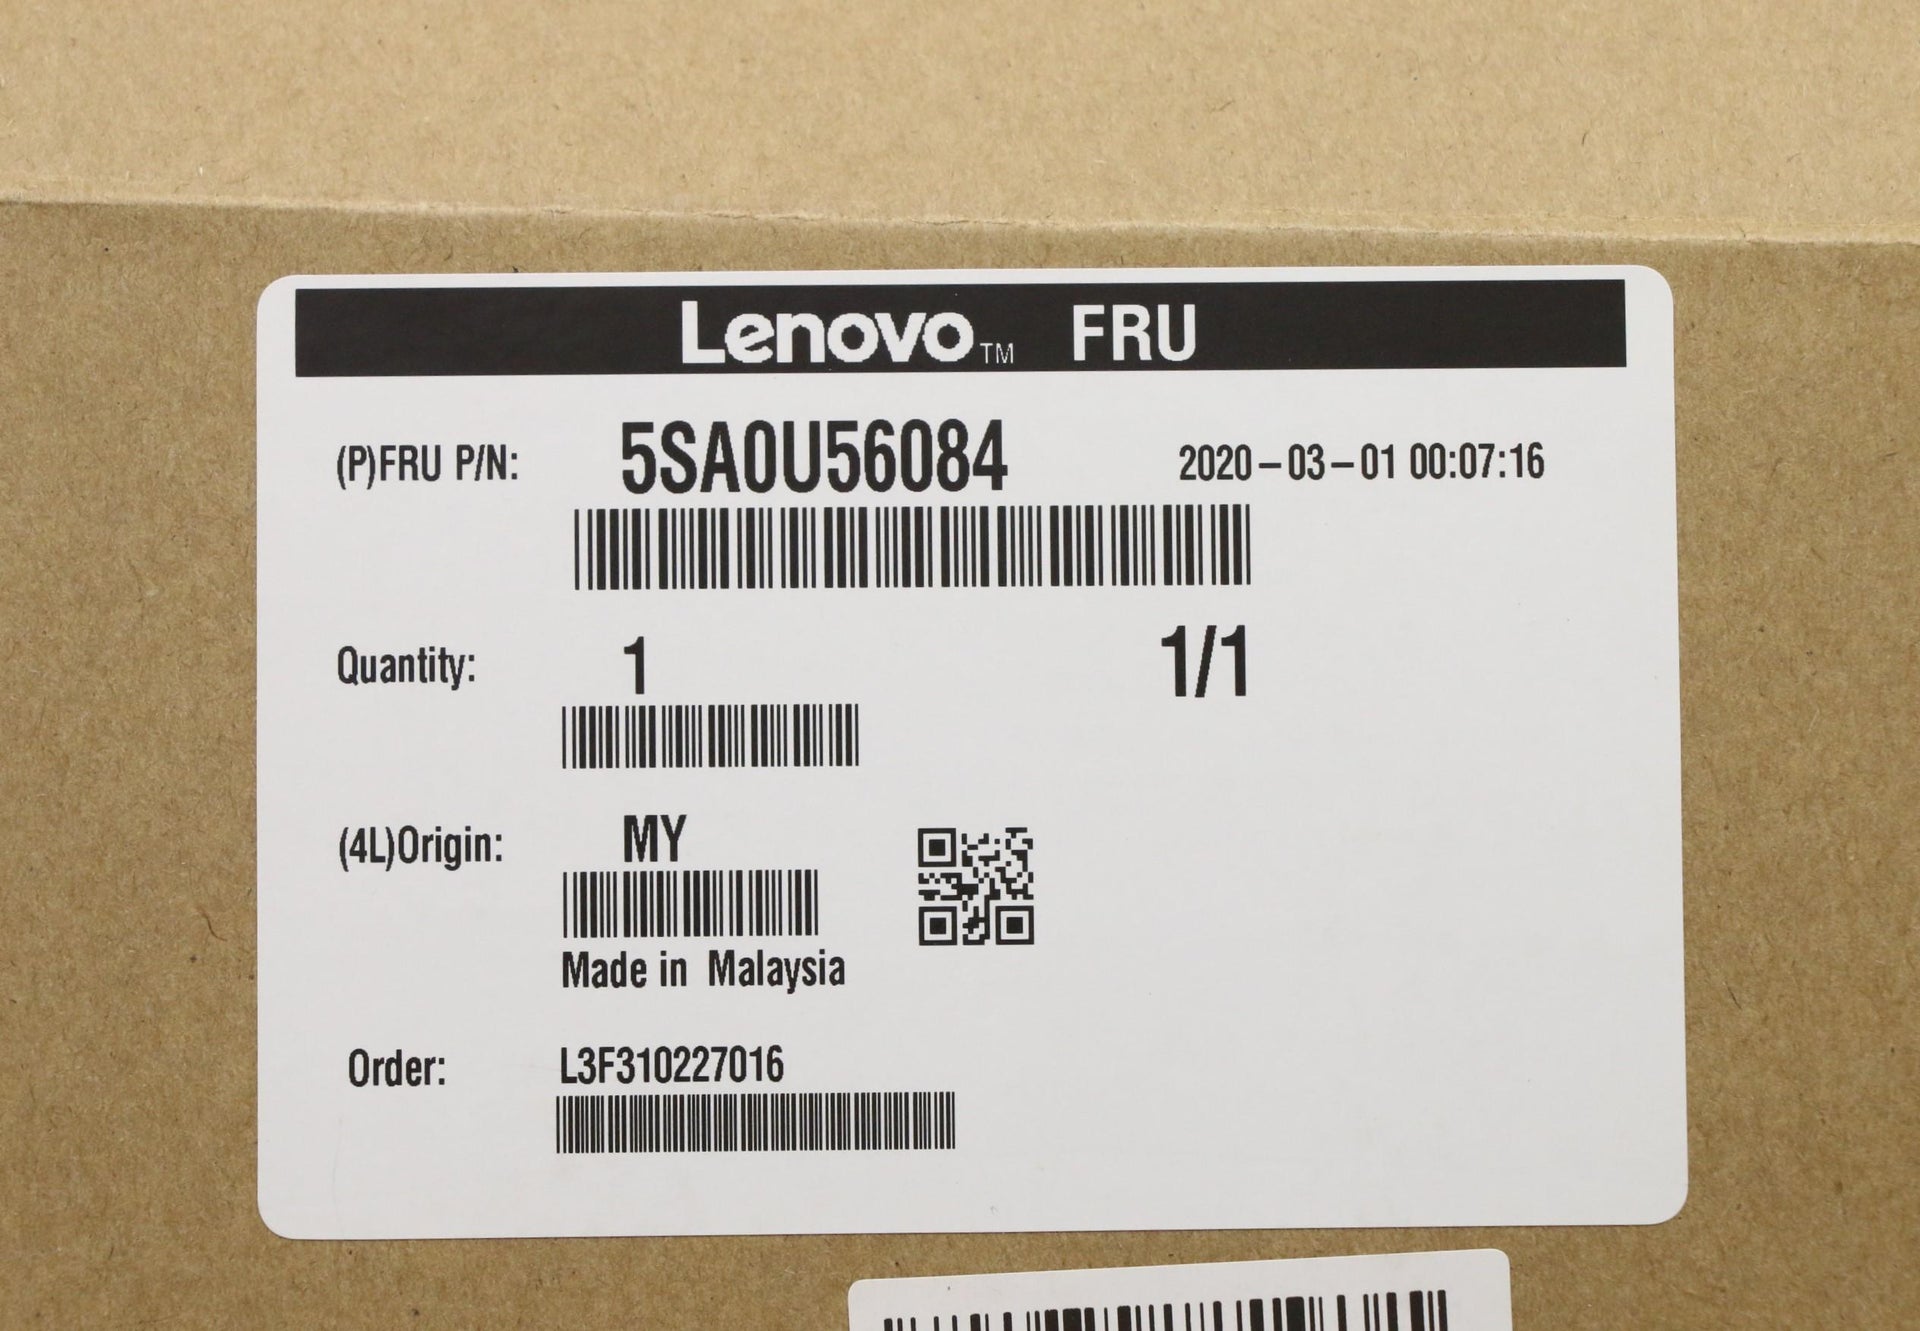 Lenovo™ FRU
(P)FRU P/N: 5SA0U56084 2020-03-01 00:07:16
Quantity: 1 1/1
(4L)Origin: MY
Made in Malaysia
Order: L3F310227016